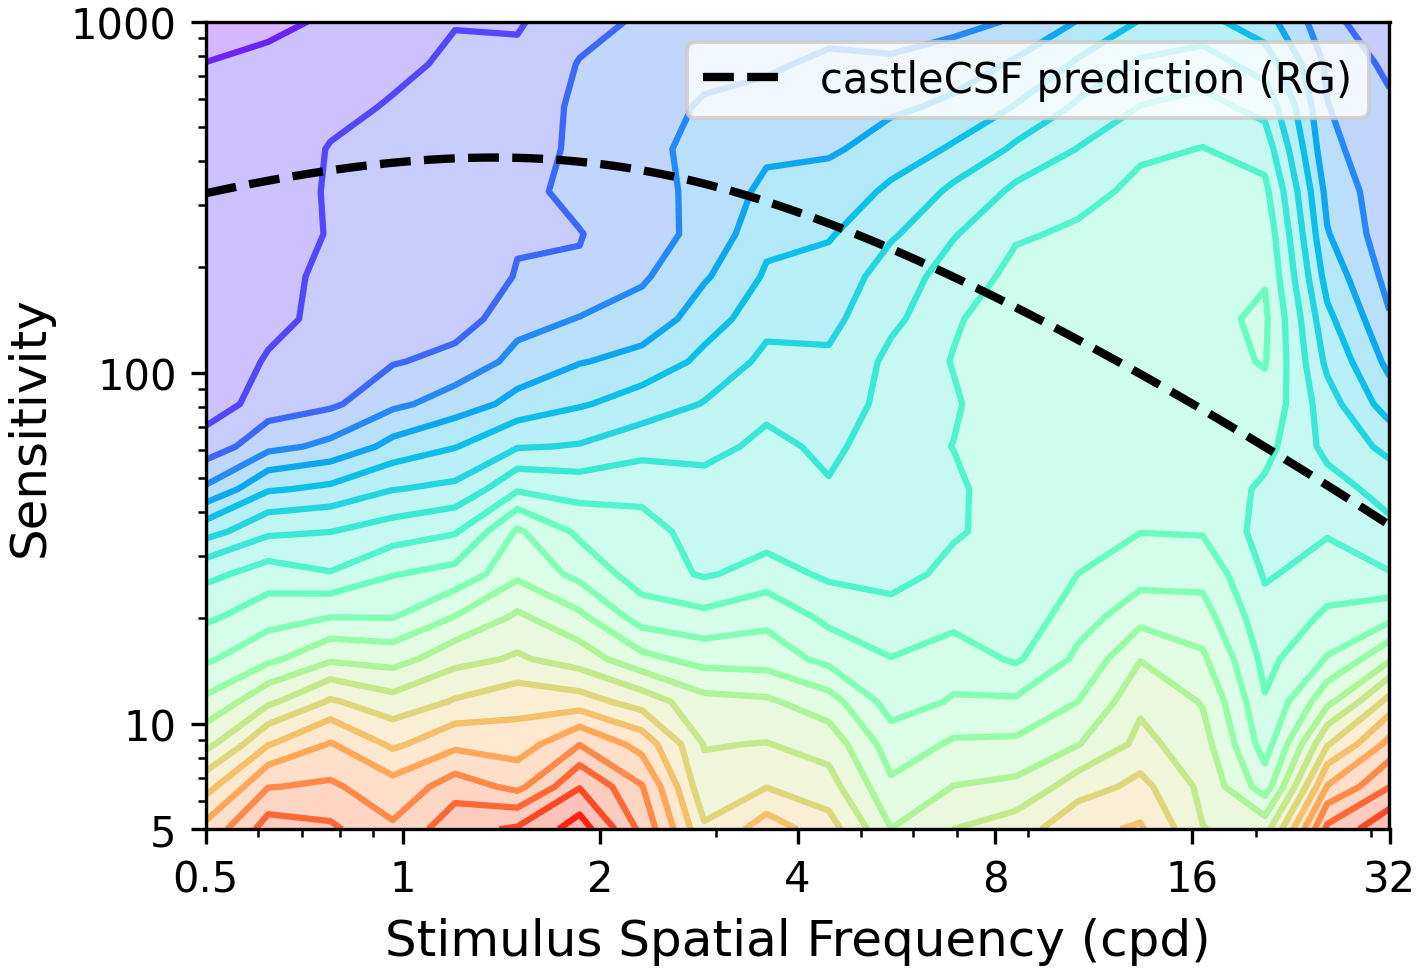 1000
castleCSF prediction (RG)
Sensitivity
100
10
5
0.5 1 2 4 8 16 32
Stimulus Spatial Frequency (cpd)